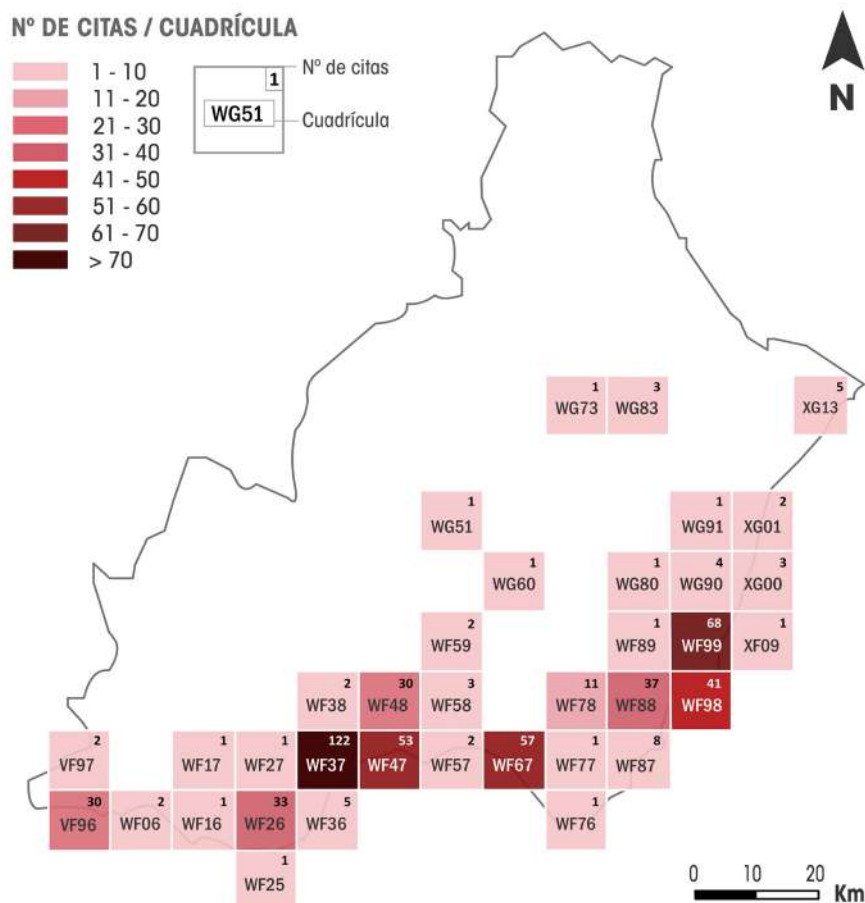 Nº DE CITAS / CUADRÍCULA
1 - 10
11 - 20
21 - 30
31 - 40
41 - 50
51 - 60
61 - 70
> 70
Nº de citas
1
WG51
Cuadrícula
N
1 3 5
WG73 WG83 XG13
1 1 2
WG51 WG91 XG01
1 1 4 3
WG60 WG80 WG90 XG00
2 1 68 1
WF59 WF89 WF99 XF09
2 30 3 11 37 41
WF38 WF48 WF58 WF78 WF88 WF98
2 1 1 122 53 2 57 1 8
VF97 WF17 WF27 WF37 WF47 WF57 WF67 WF77 WF87
30 2 1 33 5 1
VF96 WF06 WF16 WF26 WF36 WF76
1
WF25
0 10 20
Km